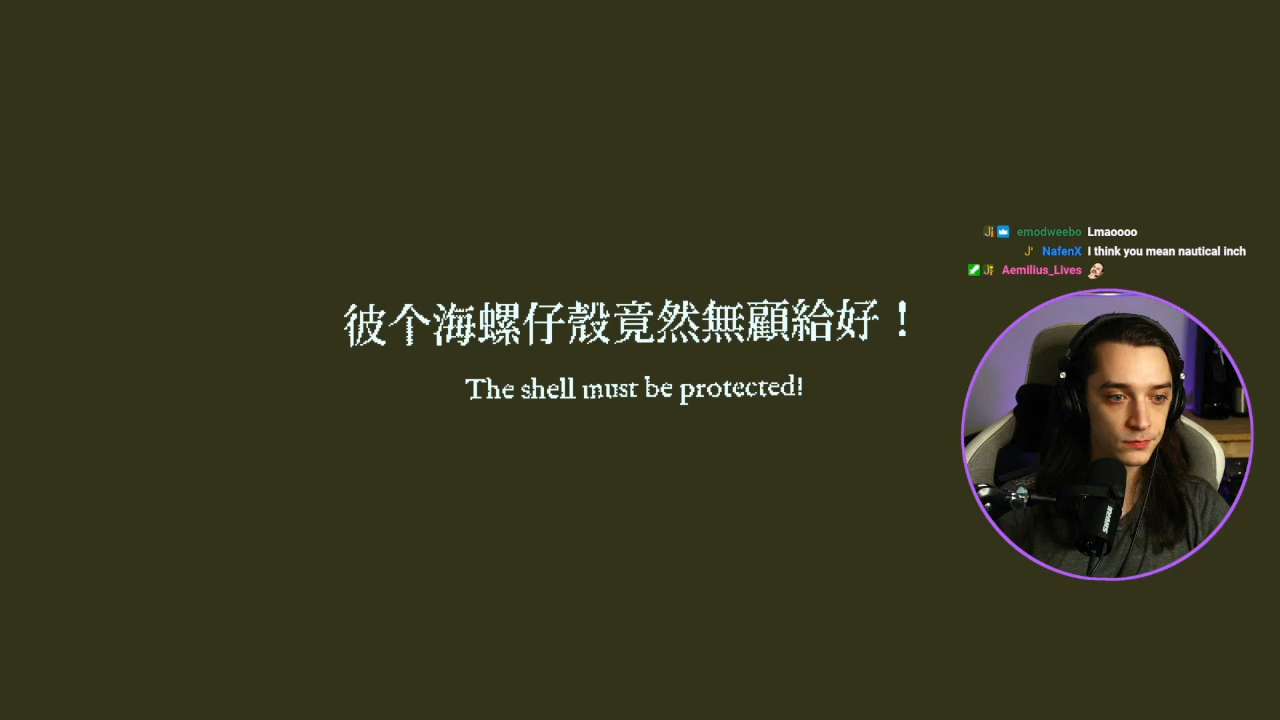 emodweebo Lmaoooo
NafenX I think you mean nautical inch
Aemilius_Lives
彼个海螺仔殼竟然無顧給好！
The shell must be protected!
SHURE